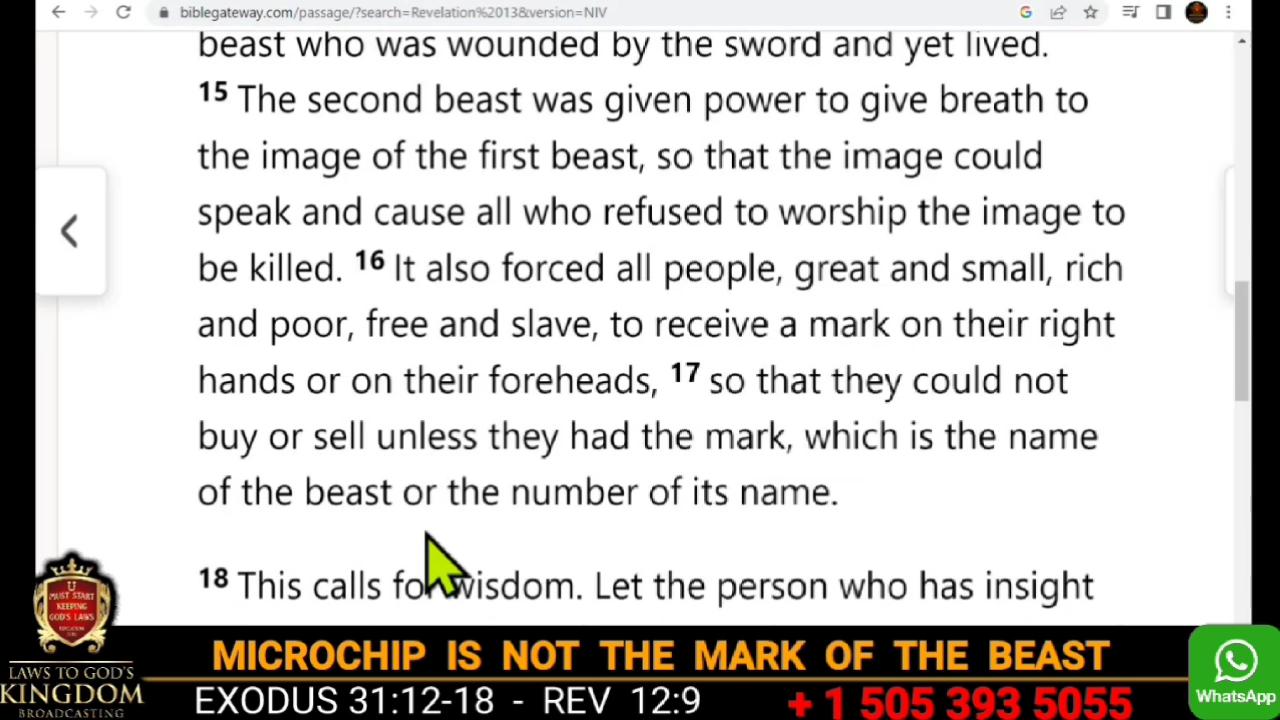 biblegateway.com/passage/?search=Revelation%2013&version=NIV
beast who was wounded by the sword and yet lived.
15 The second beast was given power to give breath to
the image of the first beast, so that the image could
speak and cause all who refused to worship the image to
be killed. 16 It also forced all people, great and small, rich
and poor, free and slave, to receive a mark on their right
hands or on their foreheads, 17 so that they could not
buy or sell unless they had the mark, which is the name
of the beast or the number of its name.
18 This calls for wisdom. Let the person who has insight
U
MUST START
KEEPING
GOD'S LAWS
LAWS TO GOD'S
KINGDOM
BROADCASTING
MICROCHIP IS NOT THE MARK OF THE BEAST
EXODUS 31:12-18 - REV 12:9
+ 1 505 393 5055
WhatsApp